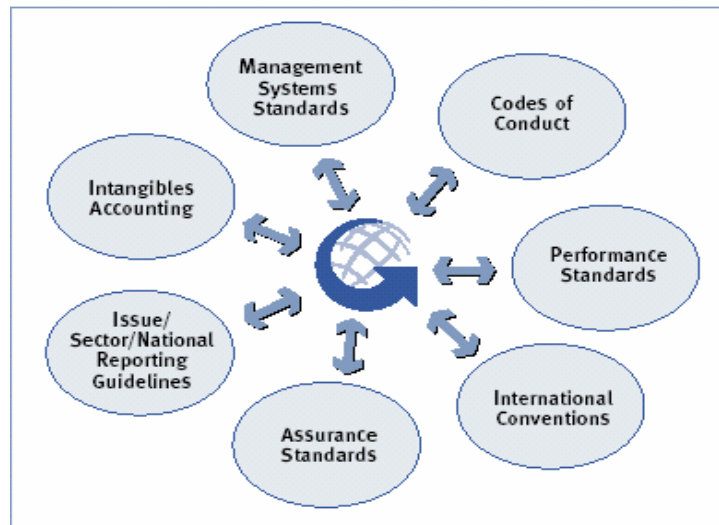 Management
Systems
Standards
Codes of
Conduct
Intangibles
Accounting
Performance
Standards
Issue/
Sector/National
Reporting
Guidelines
International
Conventions
Assurance
Standards